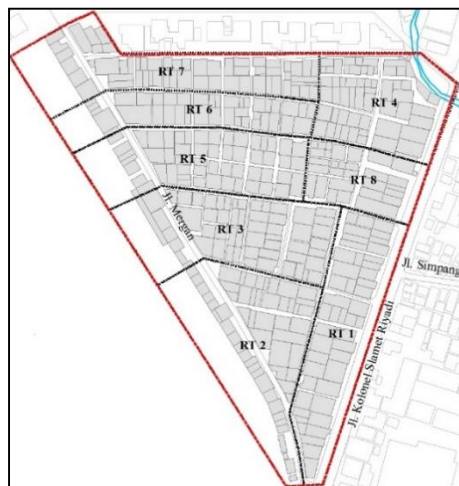 RT 7
RT 4
RT 6
RT 5
RT 8
Jl. Mergan
RT 3
Jl. Simpang
RT 1
RT 2
Jl. Kolonel Slamet Riyadi